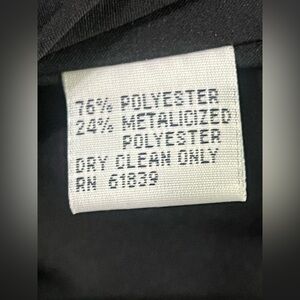 76% POLYESTER
24% METALICIZED
POLYESTER
DRY CLEAN ONLY
RN 61839